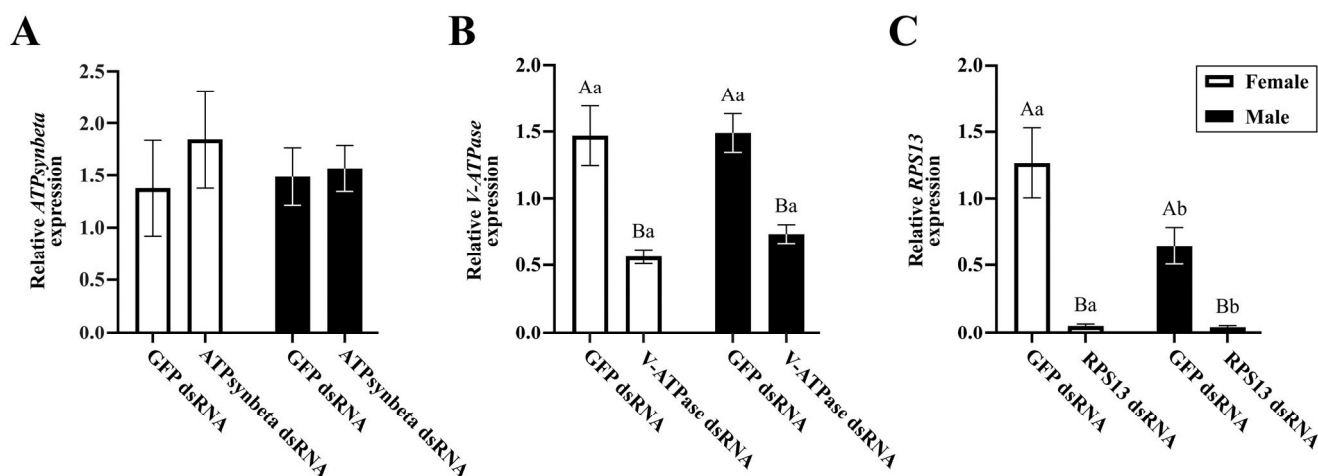 A
Relative ATPsynbeta
expression
2.5
2.0
1.5
1.0
0.5
0.0
GFP dsRNA
ATPsynbeta dsRNA
GFP dsRNA
ATPsynbeta dsRNA
B
Relative V-ATPase
expression
2.0
1.5
1.0
0.5
0.0
Aa
Ba
Aa
Ba
GFP dsRNA
V-ATPase dsRNA
GFP dsRNA
V-ATPase dsRNA
C
Relative RPS13
expression
2.0
1.5
1.0
0.5
0.0
Aa
Ba
Ab
Bb
GFP dsRNA
RPS13 dsRNA
GFP dsRNA
RPS13 dsRNA
Female
Male